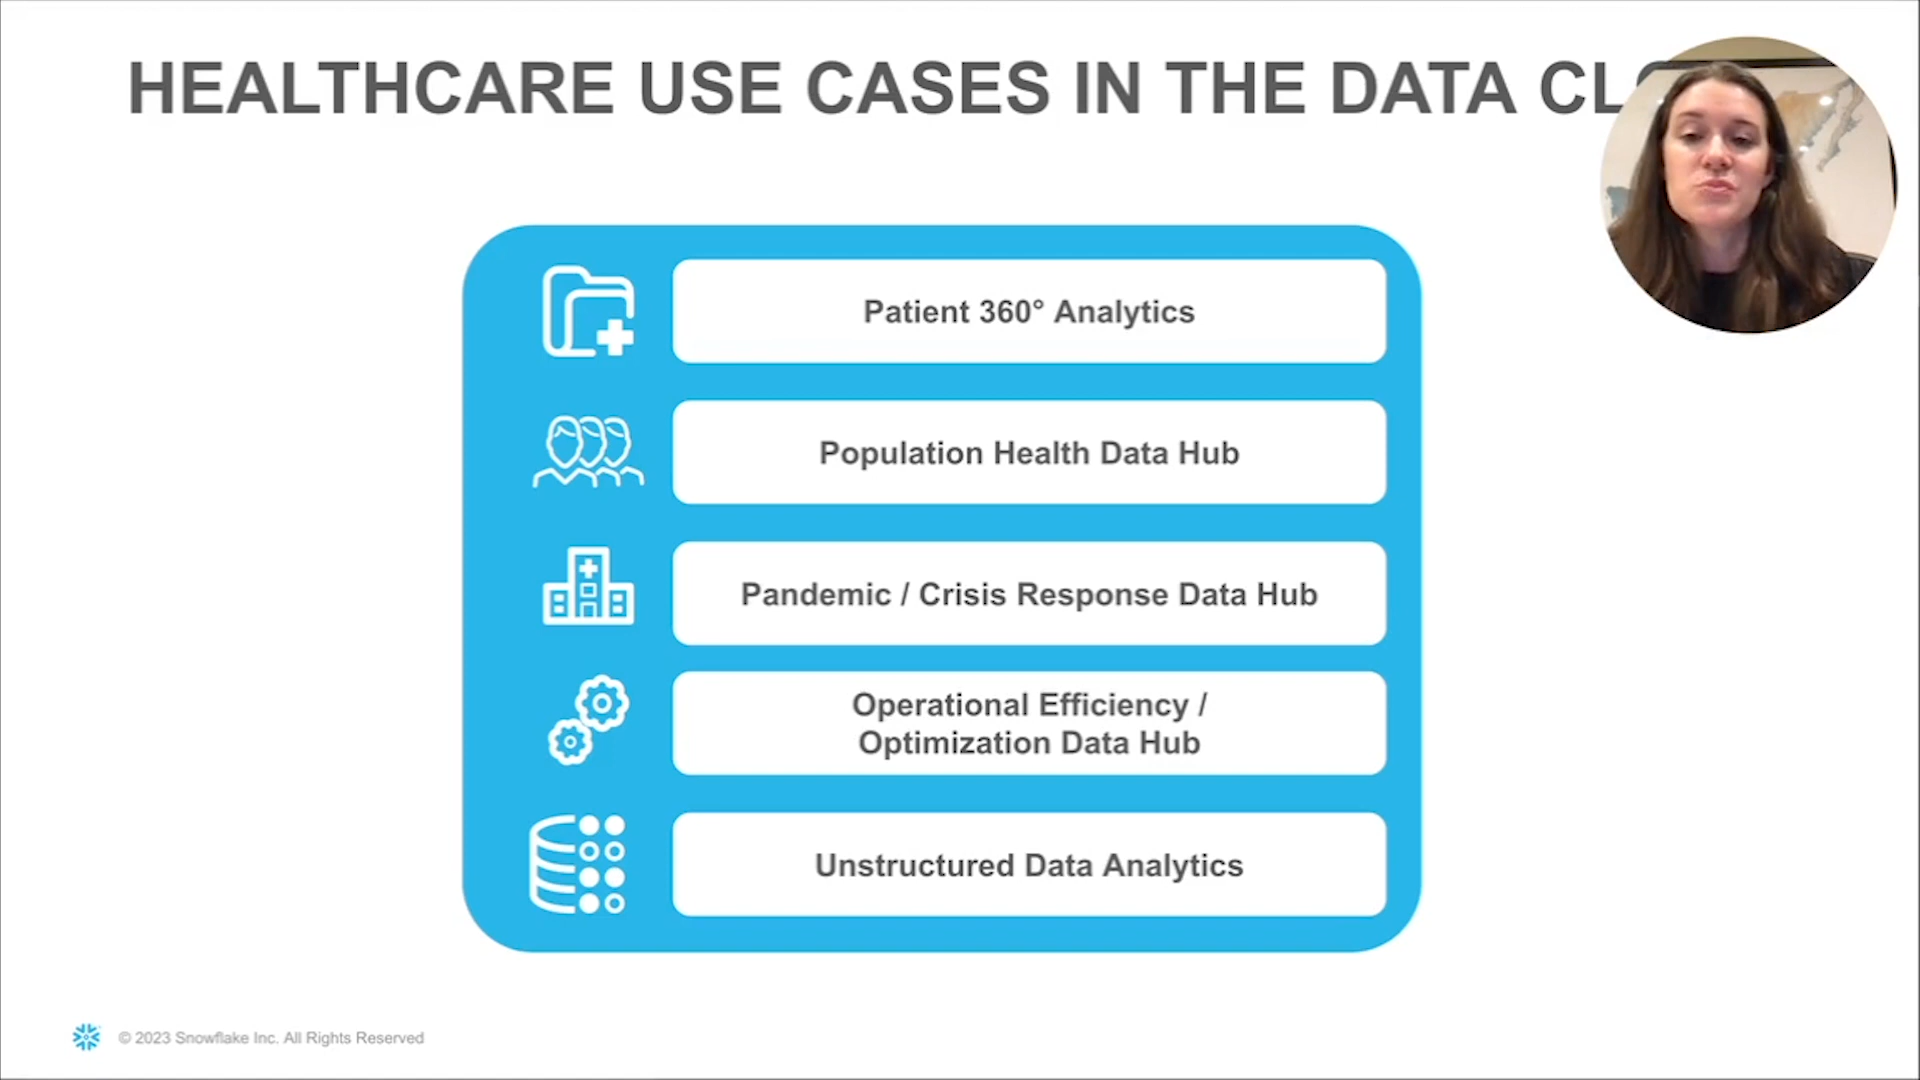 HEALTHCARE USE CASES IN THE DATA
Patient 360° Analytics
Population Health Data Hub
Pandemic / Crisis Response Data Hub
Operational Efficiency /
Optimization Data Hub
Unstructured Data Analytics
© 2023 Snowflake Inc. All Rights Reserved